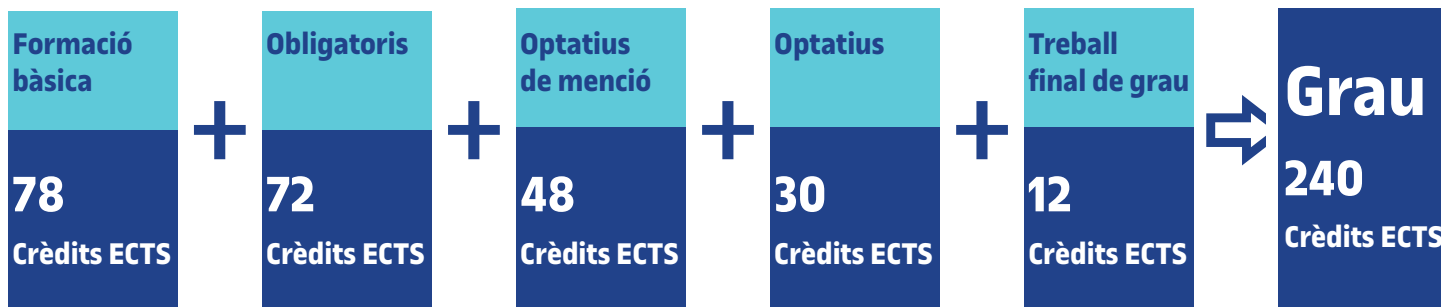 Formació
bàsica
78
Crèdits ECTS
+
Obligatoris
72
Crèdits ECTS
+
Optatius
de menció
48
Crèdits ECTS
+
Optatius
30
Crèdits ECTS
+
Treball
final de grau
12
Crèdits ECTS
Grau
240
Crèdits ECTS